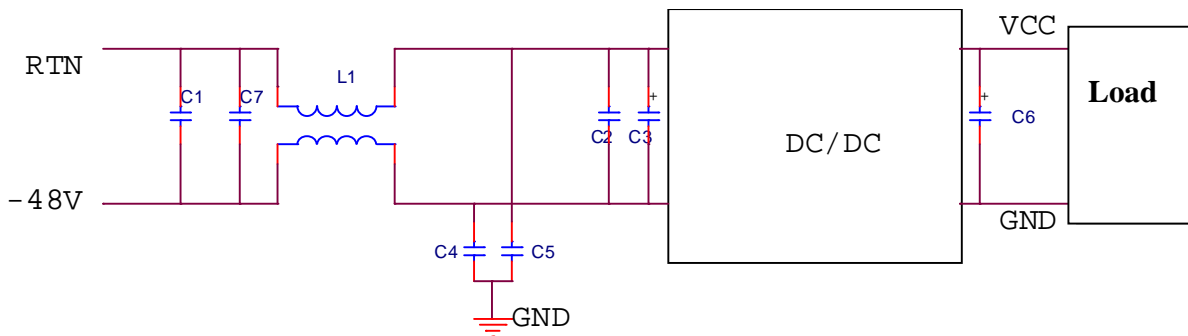 VCC
RTN
L1
C1
C7
C2
C3
+
DC/DC
+
C6
Load
-48V
GND
C4
C5
GND